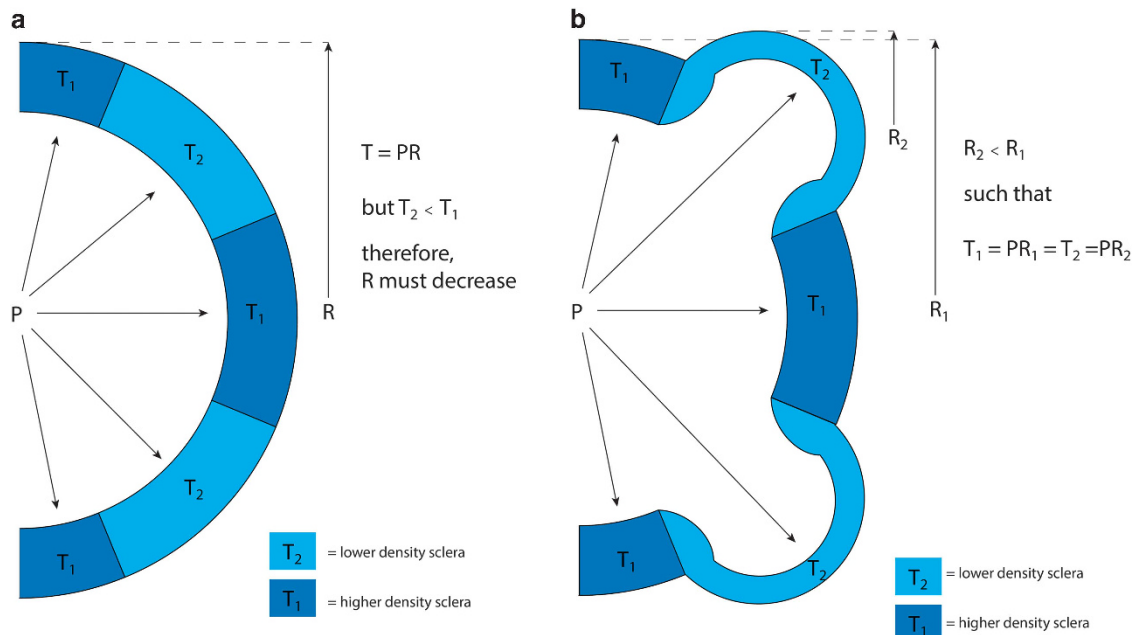 a
T₁
T₂
T = PR
but T₂ < T₁
therefore,
R must decrease
P
T₁
R
T₂
T₁
T₂ = lower density sclera
T₁ = higher density sclera
b
T₁
T₂
R₂
R₂ < R₁
such that
T₁ = PR₁ = T₂ =PR₂
P
T₁
R₁
T₁
T₂
T₂ = lower density sclera
T₁ = higher density sclera